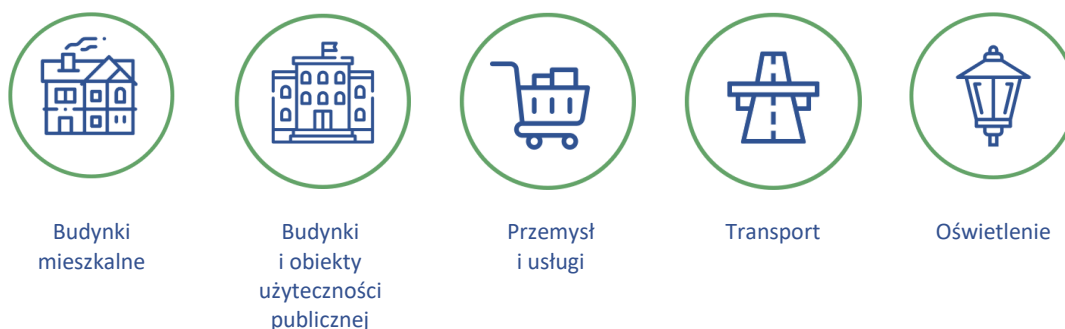 Budynki
mieszkalne
Budynki
i obiekty
użyteczności
publicznej
Przemysł
i usługi
Transport
Oświetlenie